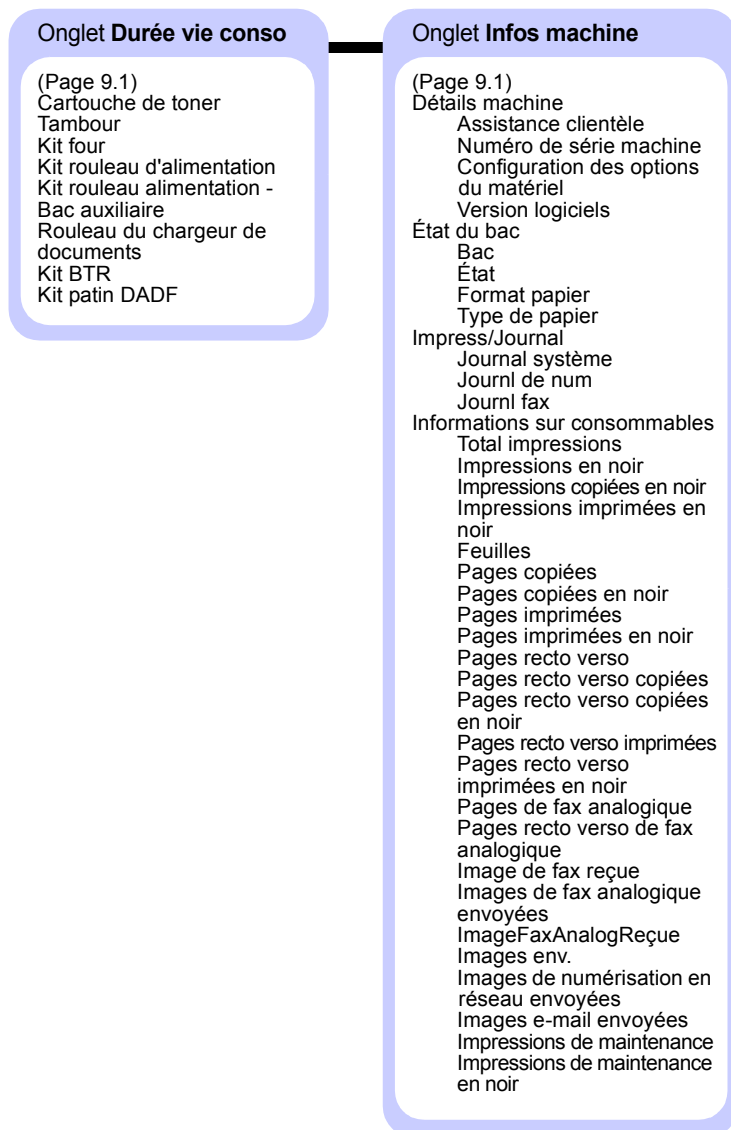 Onglet Durée vie conso
(Page 9.1)
Cartouche de toner
Tambour
Kit four
Kit rouleau d'alimentation
Kit rouleau alimentation -
Bac auxiliaire
Rouleau du chargeur de
documents
Kit BTR
Kit patin DADF
Onglet Infos machine
(Page 9.1)
Détails machine
Assistance clientèle
Numéro de série machine
Configuration des options
du matériel
Version logiciels
État du bac
Bac
État
Format papier
Type de papier
Impress/Journal
Journal système
Journl de num
Journl fax
Informations sur consommables
Total impressions
Impressions en noir
Impressions copiées en noir
Impressions imprimées en
noir
Feuilles
Pages copiées
Pages copiées en noir
Pages imprimées
Pages imprimées en noir
Pages recto verso
Pages recto verso copiées
Pages recto verso copiées
en noir
Pages recto verso imprimées
Pages recto verso
imprimées en noir
Pages de fax analogique
Pages recto verso de fax
analogique
Image de fax reçue
Images de fax analogique
envoyées
ImageFaxAnalogReçue
Images env.
Images de numérisation en
réseau envoyées
Images e-mail envoyées
Impressions de maintenance
Impressions de maintenance
en noir